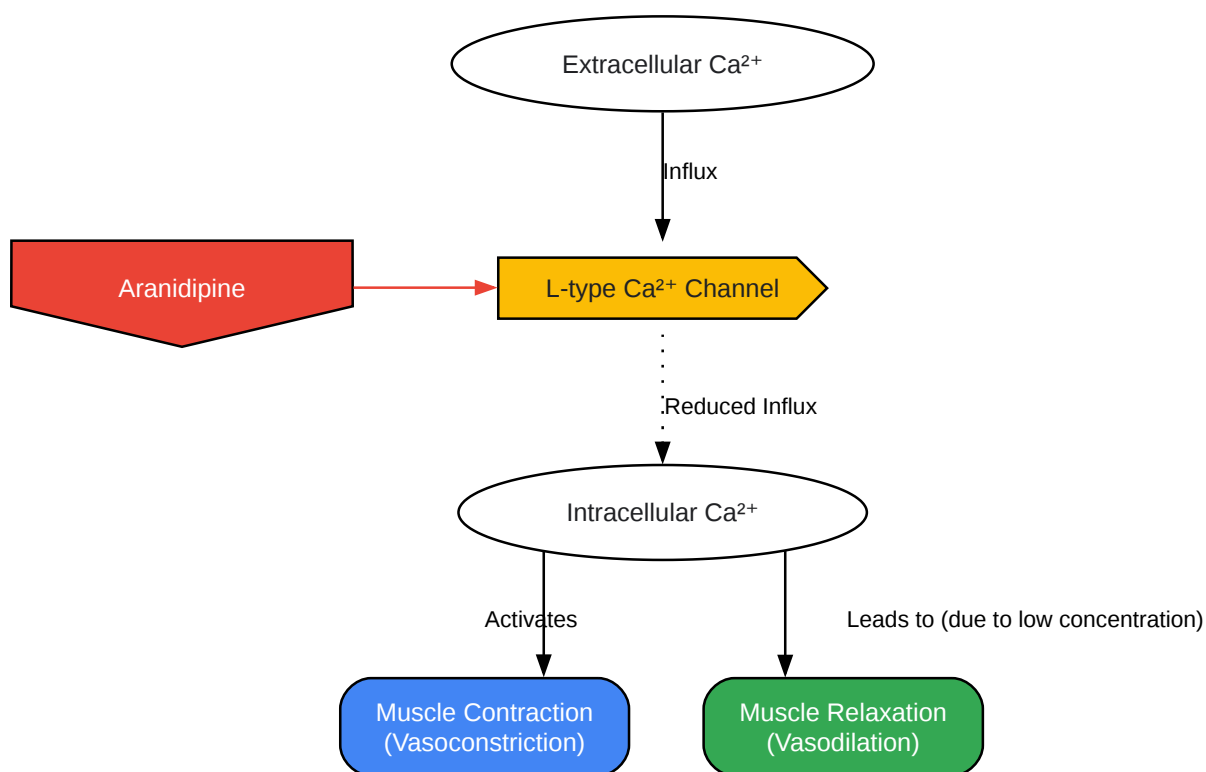 Extracellular Ca²⁺
Influx
Aranidipine
L-type Ca²⁺ Channel
Reduced Influx
Intracellular Ca²⁺
Activates
Leads to (due to low concentration)
Muscle Contraction
(Vasoconstriction)
Muscle Relaxation
(Vasodilation)